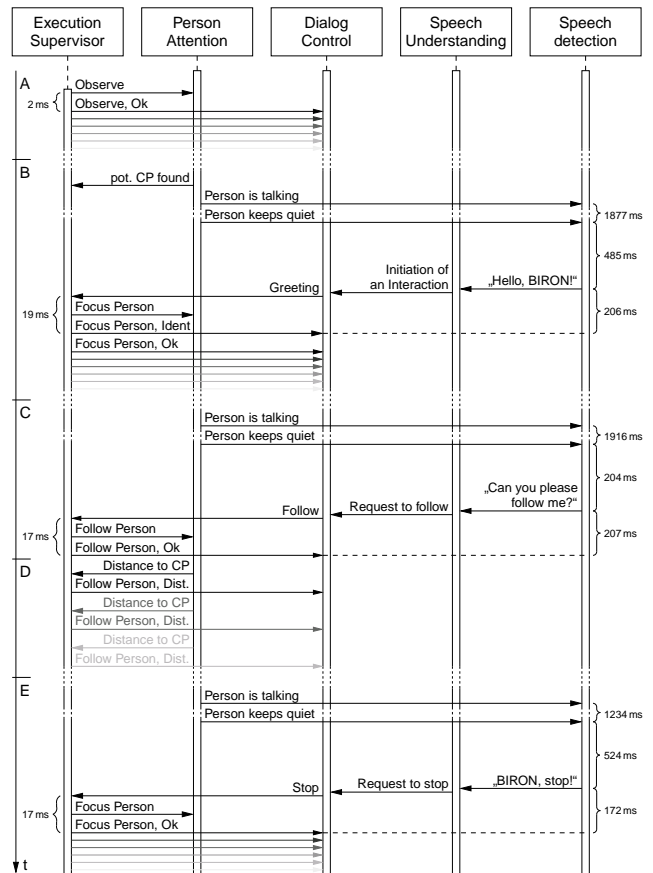 Execution
Supervisor
Person
Attention
Dialog
Control
Speech
Understanding
Speech
detection
A
Observe
2 ms
Observe, Ok
B
pot. CP found
Person is talking
Person keeps quiet
1877 ms
485 ms
Initiation of
an Interaction
„Hello, BIRON!“
Greeting
Focus Person
19 ms
206 ms
Focus Person, Ident
Focus Person, Ok
C
Person is talking
Person keeps quiet
1916 ms
204 ms
„Can you please
follow me?“
Request to follow
Follow
Follow Person
17 ms
207 ms
Follow Person, Ok
D
Distance to CP
Follow Person, Dist.
Distance to CP
Follow Person, Dist.
Distance to CP
Follow Person, Dist.
E
Person is talking
Person keeps quiet
1234 ms
524 ms
„BIRON, stop!“
Request to stop
Stop
Focus Person
17 ms
172 ms
Focus Person, Ok
t